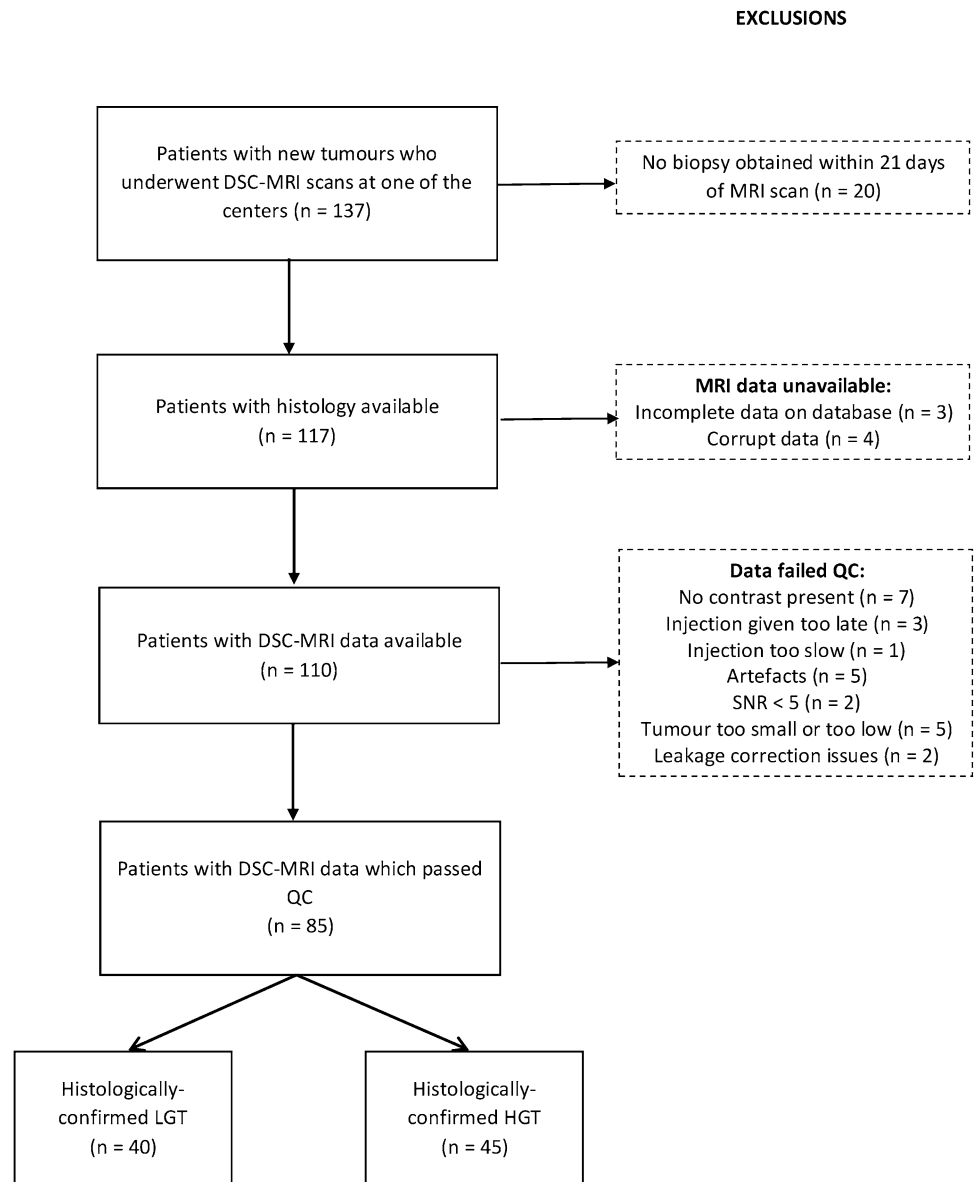 EXCLUSIONS
Patients with new tumours who
underwent DSC-MRI scans at one of the
centers (n = 137)
No biopsy obtained within 21 days
of MRI scan (n = 20)
Patients with histology available
(n = 117)
MRI data unavailable:
Incomplete data on database (n = 3)
Corrupt data (n = 4)
Patients with DSC-MRI data available
(n = 110)
Data failed QC:
No contrast present (n = 7)
Injection given too late (n = 3)
Injection too slow (n = 1)
Artefacts (n = 5)
SNR < 5 (n = 2)
Tumour too small or too low (n = 5)
Leakage correction issues (n = 2)
Patients with DSC-MRI data which passed
QC
(n = 85)
Histologically-
confirmed LGT
(n = 40)
Histologically-
confirmed HGT
(n = 45)